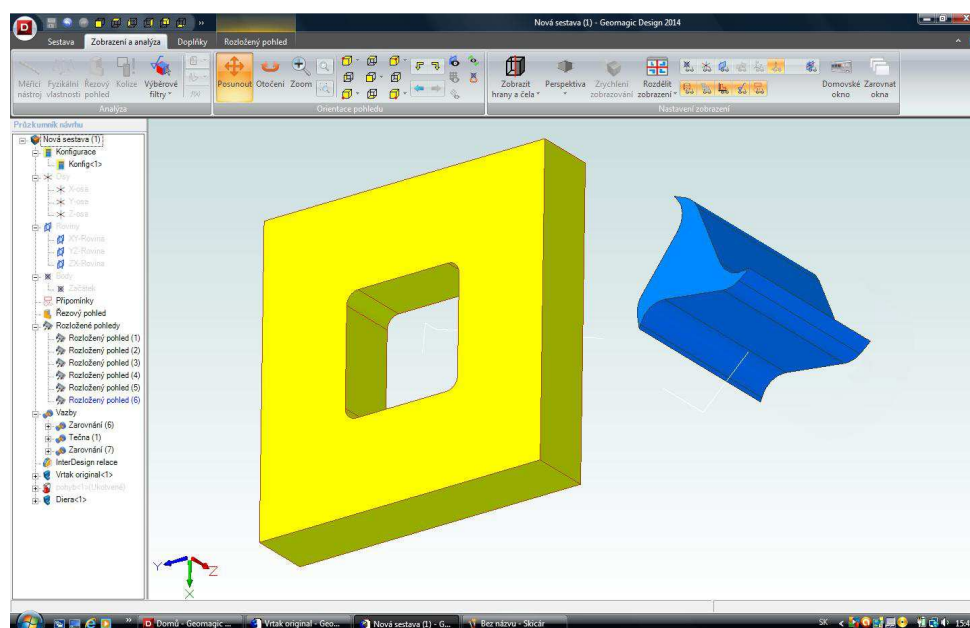 Nová sestava (1) - Geomagic Design 2014
Sestava Zobrazení a analýza Doplňky Rozložený pohled
Měřicí nástroj Fyzikální vlastnosti Řezový pohled Kolize Výběrové filtry
Posunout Otočení Zoom
Zobrazit hrany a čela Perspektiva Zrychlení zobrazování Rozdělit zobrazení
Domovské okno Zarovnat okna
Analýza Orientace pohledu Nastavení zobrazení
Průzkumník návrhu
Nová sestava (1)
Konfigurace
Konfig<1>
Osy
X-osa
Y-osa
Z-osa
Roviny
XY-Rovina
YZ-Rovina
ZX-Rovina
Body
Začátek
Připomínky
Řezový pohled
Rozložené pohledy
Rozložený pohled (1)
Rozložený pohled (2)
Rozložený pohled (3)
Rozložený pohled (4)
Rozložený pohled (5)
Rozložený pohled (6)
Vazby
Zarovnání (6)
Tečna (1)
Zarovnání (7)
InterDesign relace
Vrtak original<1>
pohyb<1>(Ukotvené)
Diera<1>
Y Z
X
Domů - Geomagic ... Vrtak original - Geo... Nová sestava (1) - G... Bez názvu - Skicár SK 15:4